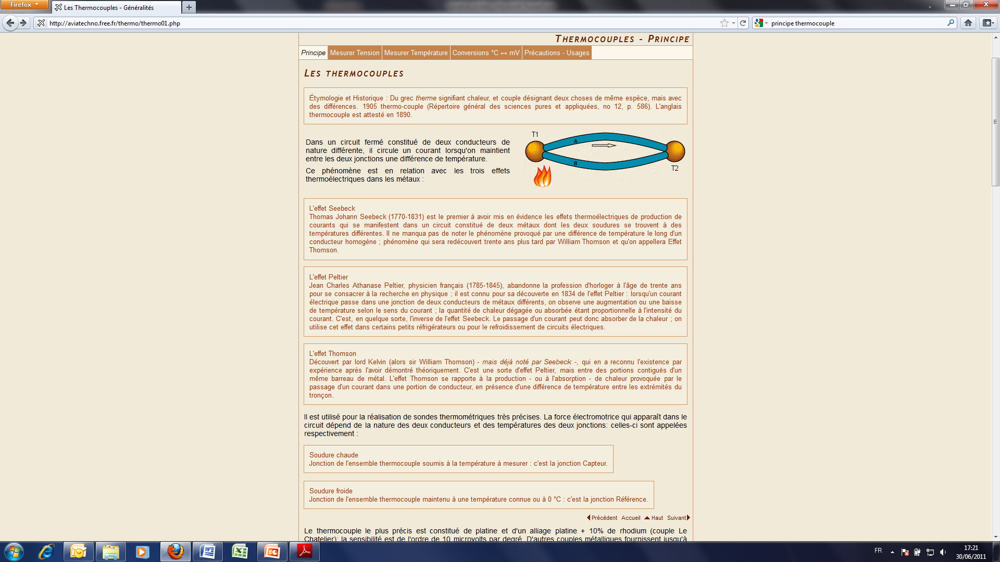 Firefox
Les Thermocouples - Généralités
http://aviatechno.free.fr/thermo/thermo01.php
principe thermocouple
Thermocouples - Principe
Principe Mesurer Tension Mesurer Température Conversions °C ↔ mV Précautions - Usages
Les thermocouples
Étymologie et Historique : Du grec therme signifiant chaleur, et couple désignant deux choses de même espèce, mais avec
des différences. 1905 thermo-couple (Répertoire général des sciences pures et appliquées, no 12, p. 586). L'anglais
thermocouple est attesté en 1890.
Dans un circuit fermé constitué de deux conducteurs de
nature différente, il circule un courant lorsqu'on maintient
entre les deux jonctions une différence de température.
Ce phénomène est en relation avec les trois effets
thermoélectriques dans les métaux :
T1
A
B
T2
L'effet Seebeck
Thomas Johann Seebeck (1770-1831) est le premier à avoir mis en évidence les effets thermoélectriques de production de
courants qui se manifestent dans un circuit constitué de deux métaux dont les deux soudures se trouvent à des
températures différentes. Il ne manqua pas de noter le phénomène provoqué par une différence de température le long d'un
conducteur homogène ; phénomène qui sera redécouvert trente ans plus tard par William Thomson et qu'on appellera Effet
Thomson.
L'effet Peltier
Jean Charles Athanase Peltier, physicien français (1785-1845), abandonne la profession d'horloger à l'âge de trente ans
pour se consacrer à la recherche en physique ; il est connu pour sa découverte en 1834 de l'effet Peltier : lorsqu'un courant
électrique passe dans une jonction de deux conducteurs de métaux différents, on observe une augmentation ou une baisse
de température selon le sens du courant ; la quantité de chaleur dégagée ou absorbée étant proportionnelle à l'intensité du
courant. C'est, en quelque sorte, l'inverse de l'effet Seebeck. Le passage d'un courant peut donc absorber de la chaleur ; on
utilise cet effet dans certains petits réfrigérateurs ou pour le refroidissement de circuits électriques.
L'effet Thomson
Découvert par lord Kelvin (alors sir William Thomson) - mais déjà noté par Seebeck -, qui en a reconnu l'existence par
expérience après l'avoir démontré théoriquement. C'est une sorte d'effet Peltier, mais entre des portions contiguës d'un
même barreau de métal. L'effet Thomson se rapporte à la production - ou à l'absorption - de chaleur provoquée par le
passage d'un courant dans une portion de conducteur, en présence d'une différence de température entre les extrémités du
tronçon.
Il est utilisé pour la réalisation de sondes thermométriques très précises. La force électromotrice qui apparaît dans le
circuit dépend de la nature des deux conducteurs et des températures des deux jonctions: celles-ci sont appelées
respectivement :
Soudure chaude
Jonction de l'ensemble thermocouple soumis à la température à mesurer : c'est la jonction Capteur.
Soudure froide
Jonction de l'ensemble thermocouple maintenu à une température connue ou à 0 °C : c'est la jonction Référence.
Précédent Accueil Haut Suivant
Le thermocouple le plus précis est constitué de platine et d'un alliage platine + 10% de rhodium (couple Le
Chatelier); la sensibilité est de l'ordre de 10 microvolts par degré. D'autres couples métalliques fournissent jusqu'à
FR
17:21
30/06/2011